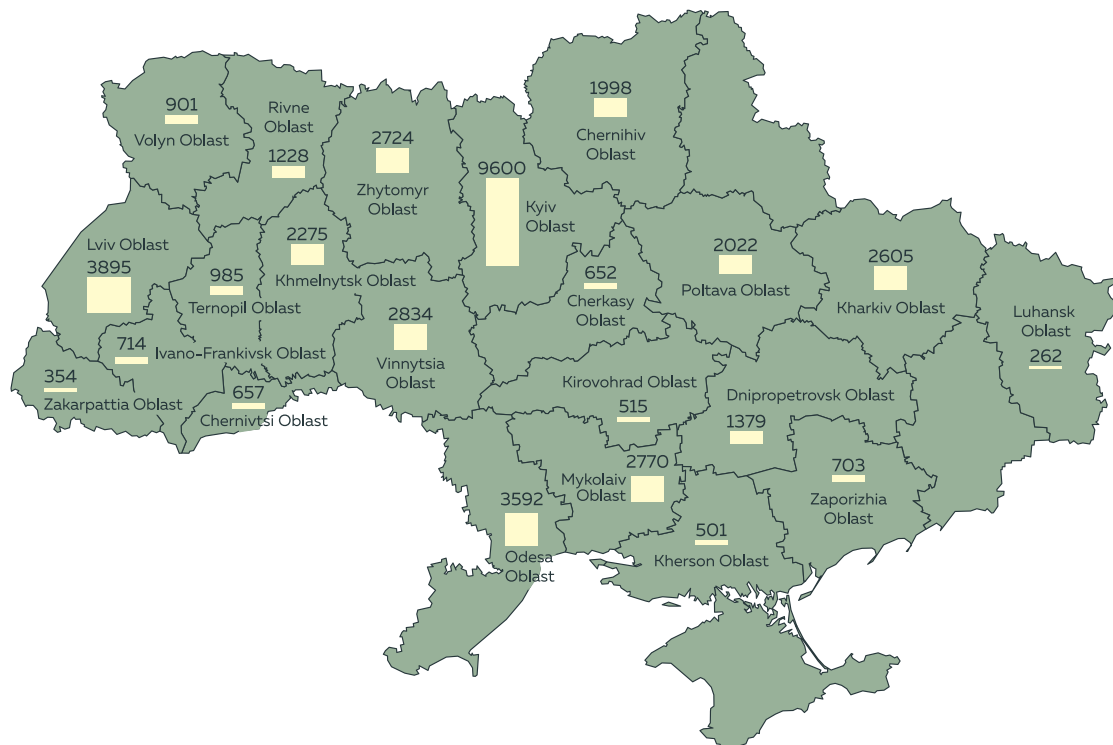 901
Volyn Oblast
Rivne
Oblast
1228
2724
Zhytomyr
Oblast
9600
Kyiv
Oblast
1998
Chernihiv
Oblast
Lviv Oblast
3895
985
Ternopil Oblast
2275
Khmelnytsk Oblast
652
Cherkasy
Oblast
2022
Poltava Oblast
2605
Kharkiv Oblast
Luhansk
Oblast
262
714
Ivano-Frankivsk Oblast
2834
Vinnytsia
Oblast
354
Zakarpattia Oblast
657
Chernivtsi Oblast
Kirovohrad Oblast
515
Dnipropetrovsk Oblast
1379
2770
Mykolaiv
Oblast
703
Zaporizhia
Oblast
3592
Odesa
Oblast
501
Kherson Oblast